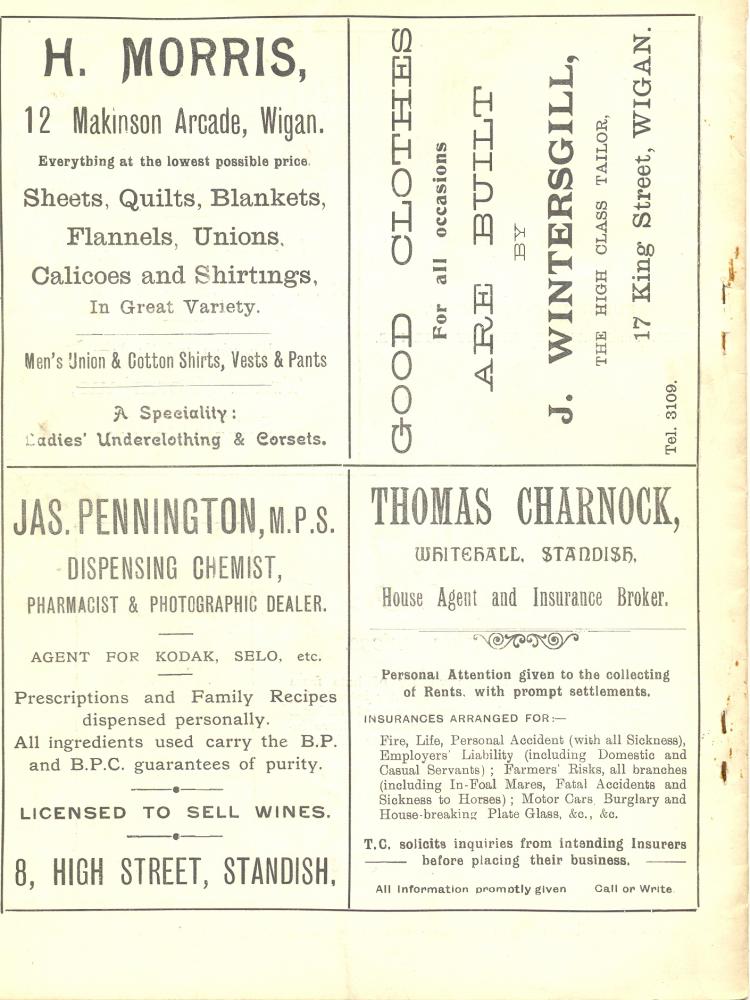 H. MORRIS,
12 Makinson Arcade, Wigan.
Everything at the lowest possible price.
Sheets, Quilts, Blankets,
Flannels, Unions,
Calicoes and Shirtings,
In Great Variety.
Men's Union & Cotton Shirts, Vests & Pants
A Speciality:
Ladies' Underclothing & Corsets.
GOOD CLOTHES
For all occasions
ARE BUILT
BY
J. WINTERSGILL,
THE HIGH CLASS TAILOR,
17 King Street, WIGAN.
Tel. 3109.
JAS. PENNINGTON, M.P.S.
DISPENSING CHEMIST,
PHARMACIST & PHOTOGRAPHIC DEALER.
AGENT FOR KODAK, SELO, etc.
Prescriptions and Family Recipes
dispensed personally.
All ingredients used carry the B.P.
and B.P.C. guarantees of purity.
LICENSED TO SELL WINES.
8, HIGH STREET, STANDISH,
THOMAS CHARNOCK,
WHITEHALL, STANDISH,
House Agent and Insurance Broker.
Personal Attention given to the collecting
of Rents. with prompt settlements.
INSURANCES ARRANGED FOR:—
Fire, Life, Personal Accident (with all Sickness),
Employers' Liability (including Domestic and
Casual Servants) ; Farmers' Risks, all branches
(including In-Foal Mares, Fatal Accidents and
Sickness to Horses) ; Motor Cars. Burglary and
House-breaking Plate Glass, &c., &c.
T.C. solicits inquiries from intending Insurers
before placing their business.
All Information promotly given Call or Write.